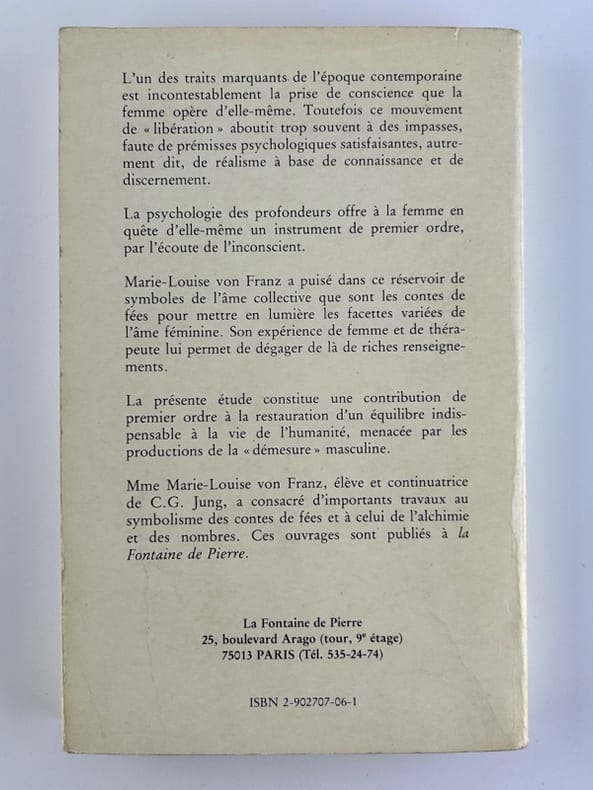 L'un des traits marquants de l'époque contemporaine
est incontestablement la prise de conscience que la
femme opère d'elle-même. Toutefois ce mouvement
de « libération » aboutit trop souvent à des impasses,
faute de prémisses psychologiques satisfaisantes, autre-
ment dit, de réalisme à base de connaissance et de
discernement.
La psychologie des profondeurs offre à la femme en
quête d'elle-même un instrument de premier ordre,
par l'écoute de l'inconscient.
Marie-Louise von Franz a puisé dans ce réservoir de
symboles de l'âme collective que sont les contes de
fées pour mettre en lumière les facettes variées de
l'âme féminine. Son expérience de femme et de théra-
peute lui permet de dégager de là de riches renseigne-
ments.
La présente étude constitue une contribution de
premier ordre à la restauration d'un équilibre indis-
pensable à la vie de l'humanité, menacée par les
productions de la « démesure » masculine.
Mme Marie-Louise von Franz, élève et continuatrice
de C.G. Jung, a consacré d'importants travaux au
symbolisme des contes de fées et à celui de l'alchimie
et des nombres. Ces ouvrages sont publiés à la
Fontaine de Pierre.
La Fontaine de Pierre
25, boulevard Arago (tour, 9e étage)
75013 PARIS (Tél. 535-24-74)
ISBN 2-902707-06-1